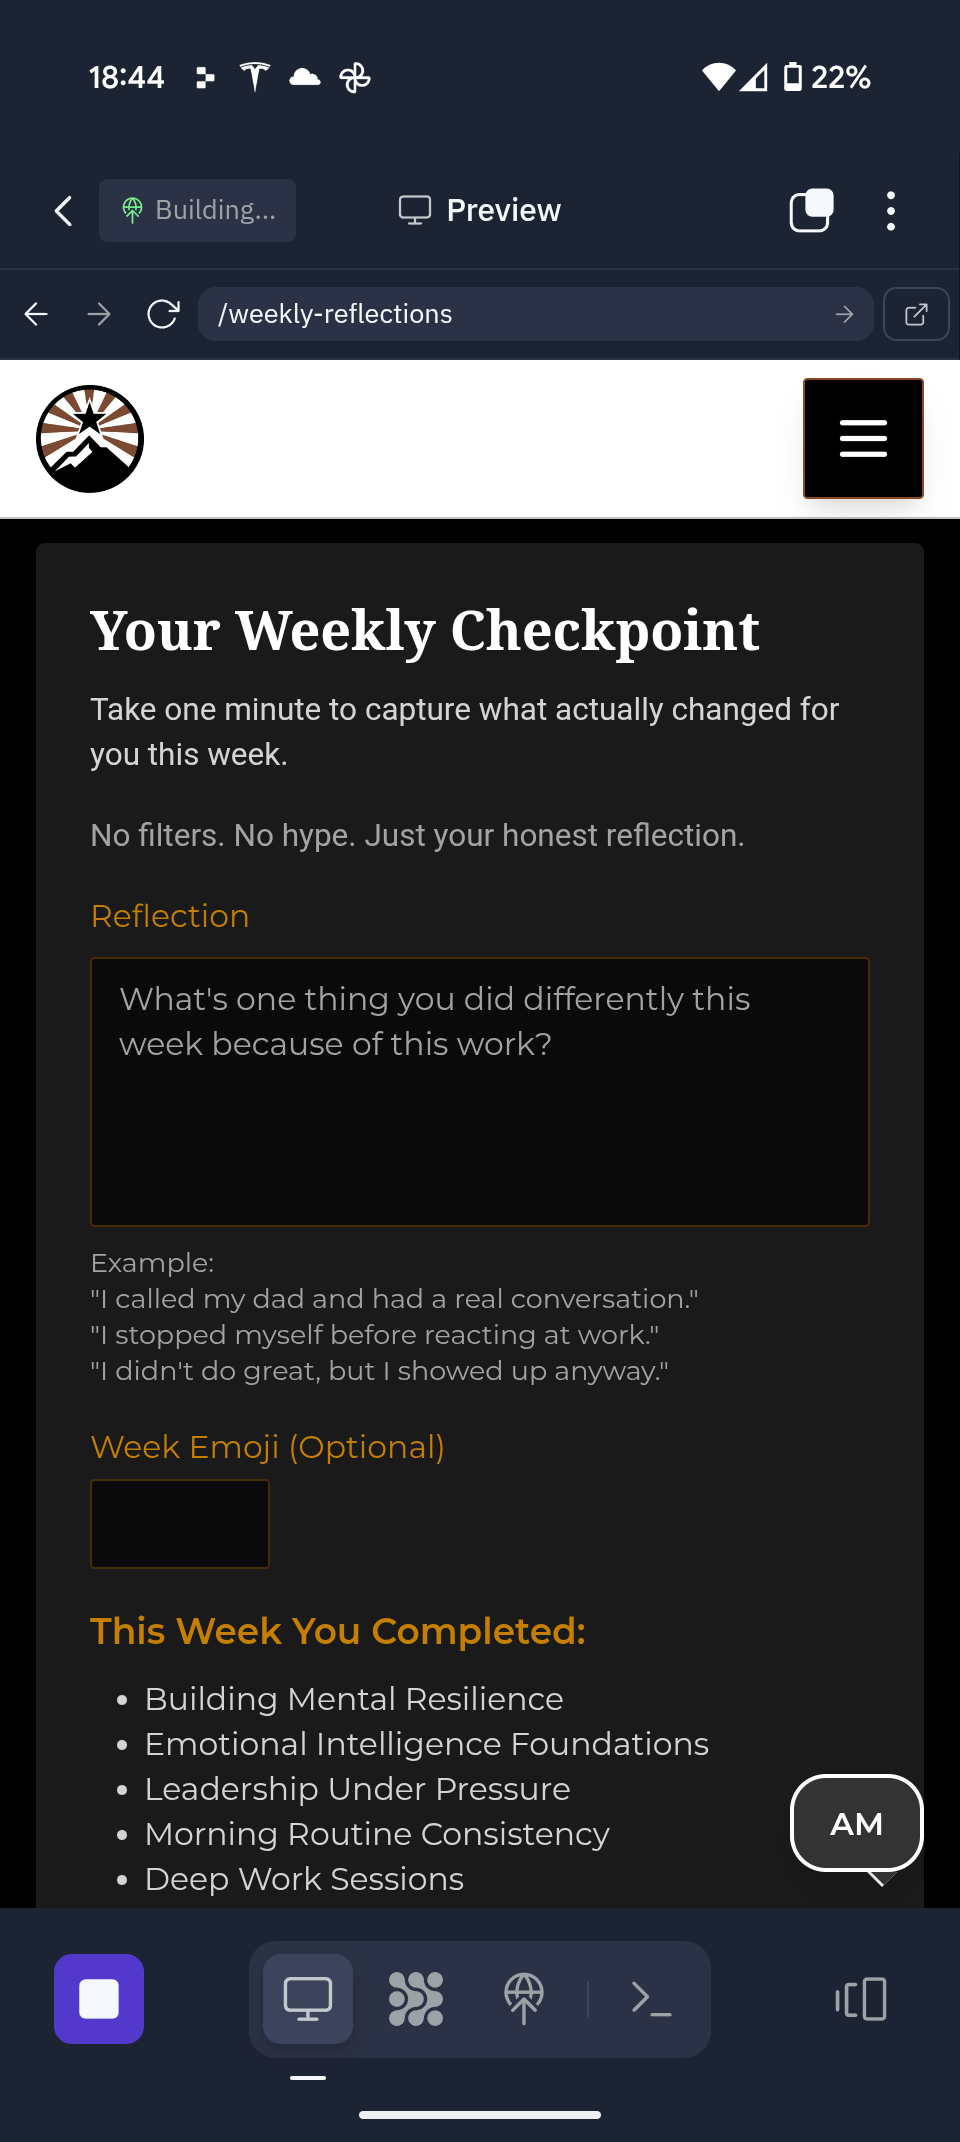 18:44
22%
Building...
Preview
/weekly-reflections
Your Weekly Checkpoint
Take one minute to capture what actually changed for
you this week.
No filters. No hype. Just your honest reflection.
Reflection
What's one thing you did differently this
week because of this work?
Example:
"I called my dad and had a real conversation."
"I stopped myself before reacting at work."
"I didn't do great, but I showed up anyway."
Week Emoji (Optional)
This Week You Completed:
• Building Mental Resilience
• Emotional Intelligence Foundations
• Leadership Under Pressure
• Morning Routine Consistency
• Deep Work Sessions
AM